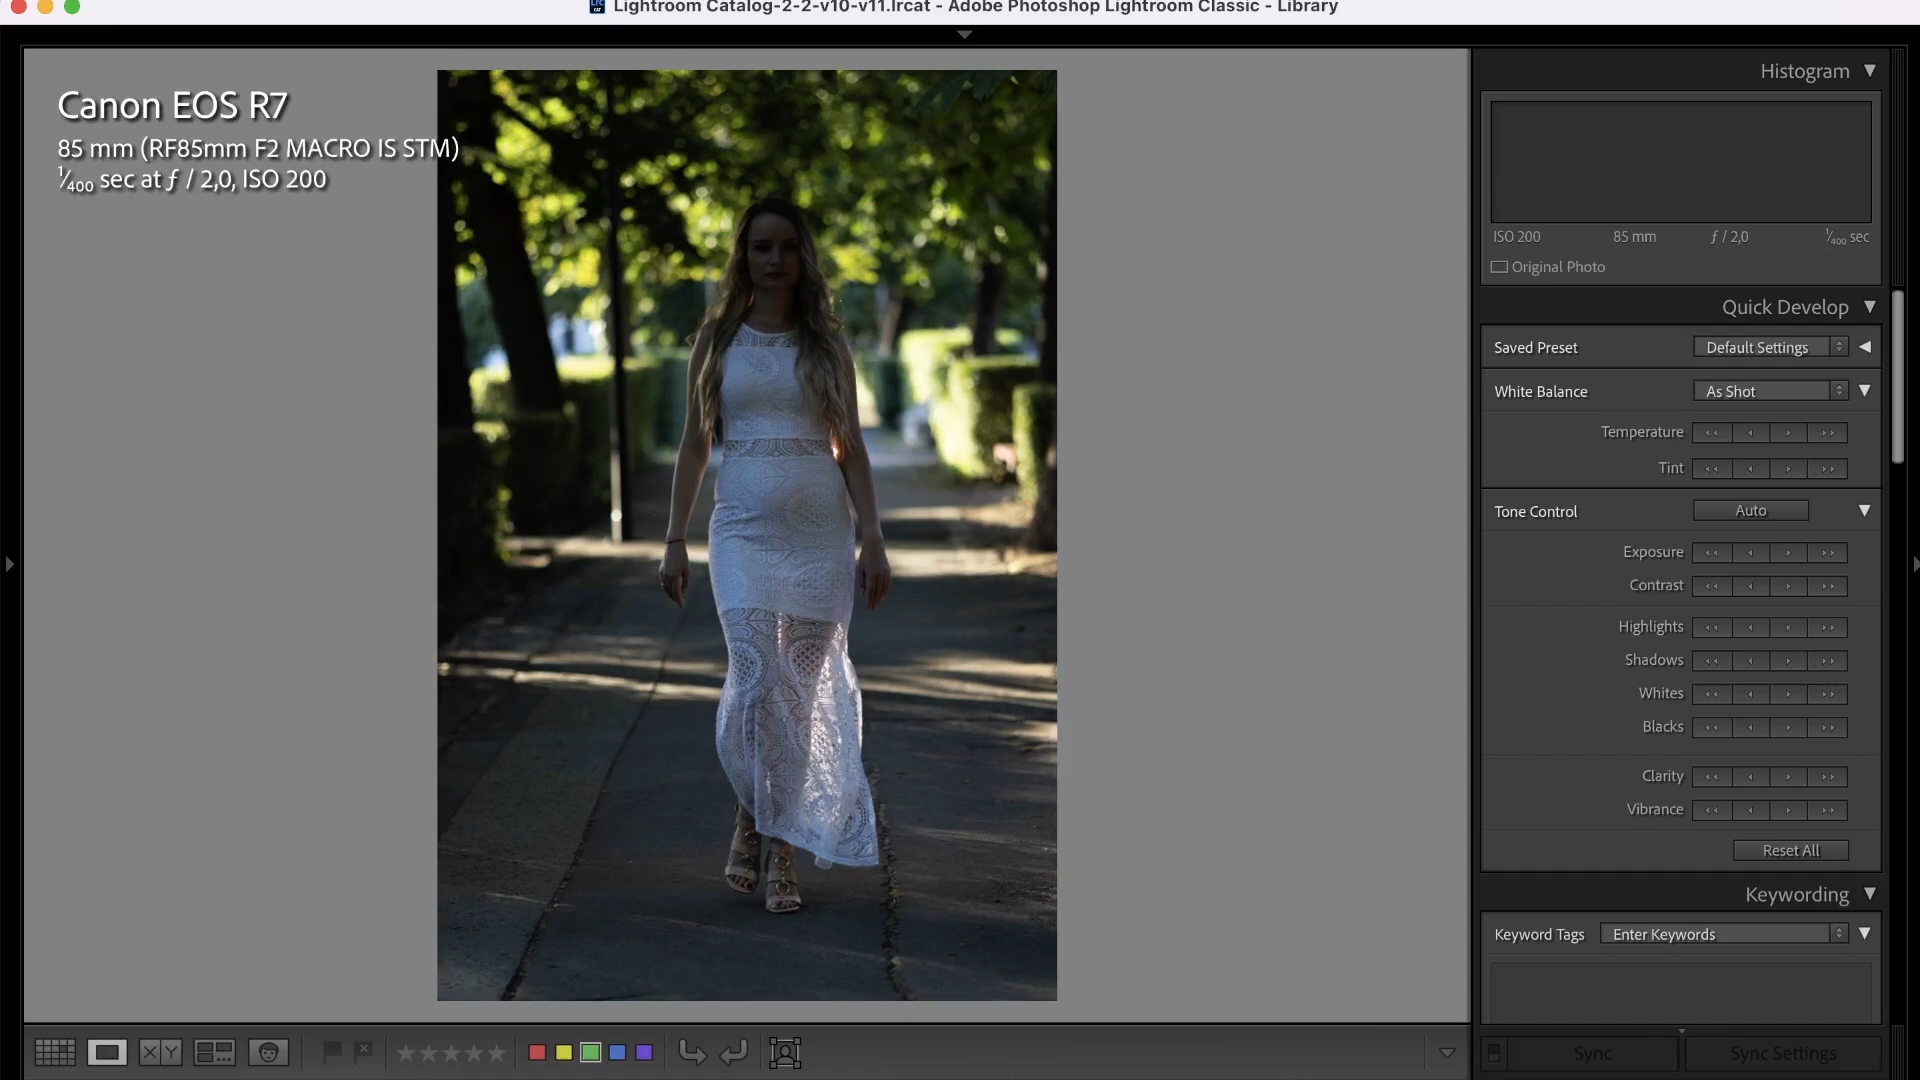 Lightroom Catalog-2-2-v10-v11.lrcat - Adobe Photoshop Lightroom Classic - Library
Canon EOS R7
85 mm (RF85mm F2 MACRO IS STM)
1/400 sec at ƒ / 2,0, ISO 200
Histogram
ISO 200 85 mm ƒ / 2,0 1/400 sec
Original Photo
Quick Develop
Saved Preset Default Settings
White Balance As Shot
Temperature
Tint
Tone Control Auto
Exposure
Contrast
Highlights
Shadows
Whites
Blacks
Clarity
Vibrance
Reset All
Keywording
Keyword Tags Enter Keywords
X Y
Sync Sync Settings